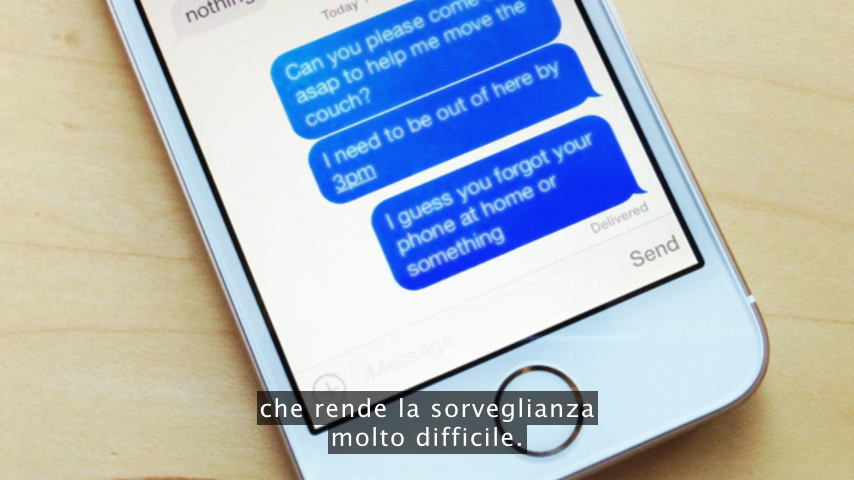 nothing
Today
Can you please come
asap to help me move the
couch?
I need to be out of here by
3pm
I guess you forgot your
phone at home or
something
Delivered
Send
iMessage
che rende la sorveglianza
molto difficile.